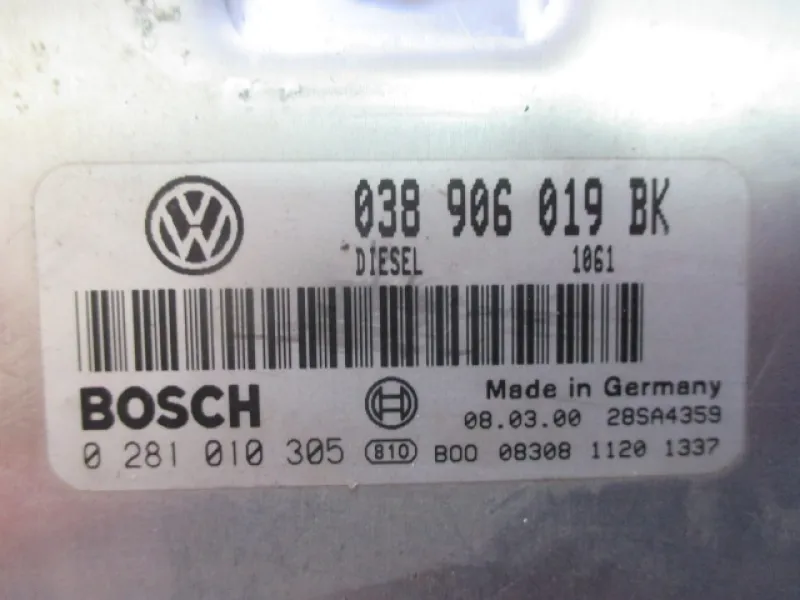 038 906 019 BK
DIESEL 1061
BOSCH
Made in Germany
08.03.00 28SA4359
0 281 010 305 810 B00 08308 1120 1337